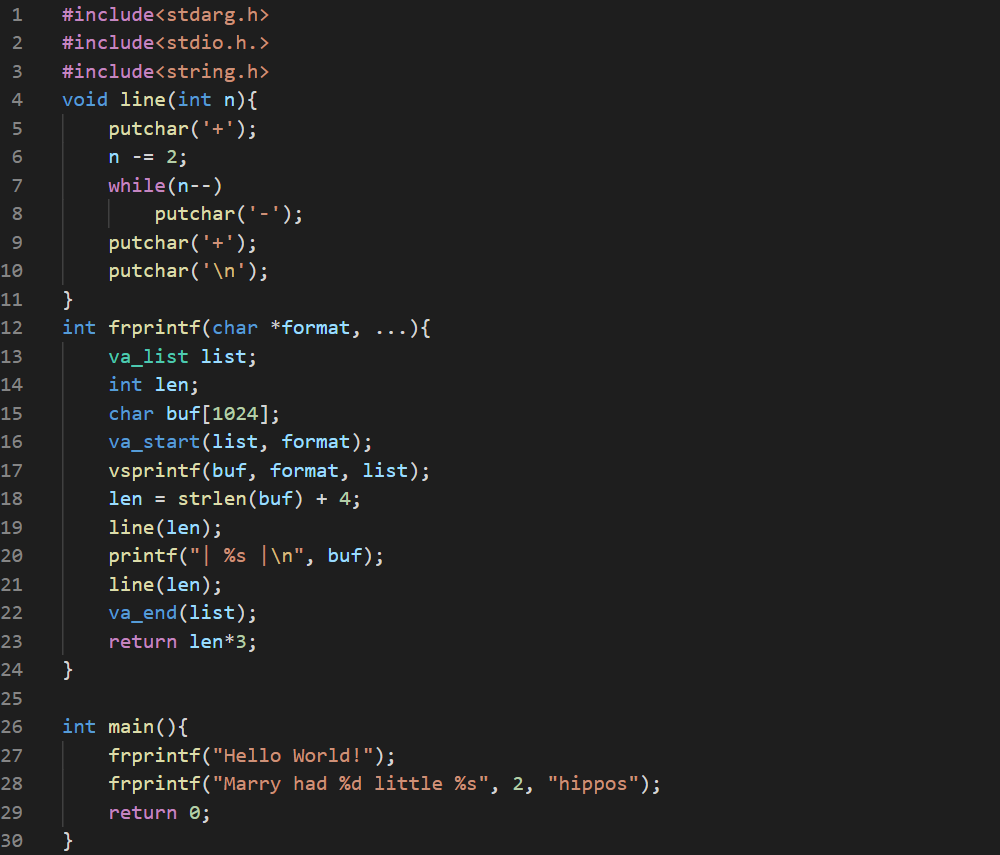 1 #include<stdarg.h>
2 #include<stdio.h.>
3 #include<string.h>
4 void line(int n){
5     putchar('+');
6     n -= 2;
7     while(n--)
8         putchar('-');
9     putchar('+');
10     putchar('\n');
11 }
12 int frprintf(char *format, ...){
13     va_list list;
14     int len;
15     char buf[1024];
16     va_start(list, format);
17     vsprintf(buf, format, list);
18     len = strlen(buf) + 4;
19     line(len);
20     printf("| %s |\n", buf);
21     line(len);
22     va_end(list);
23     return len*3;
24 }
25
26 int main(){
27     frprintf("Hello World!");
28     frprintf("Marry had %d little %s", 2, "hippos");
29     return 0;
30 }